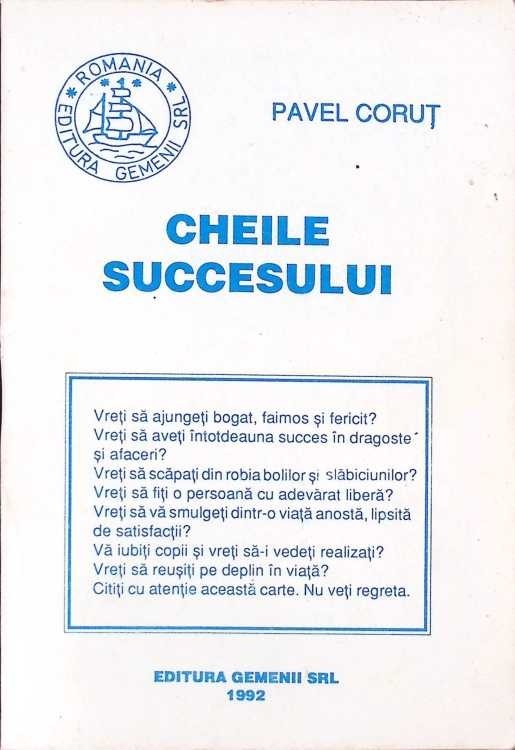 ROMANIA
EDITURA GEMENII SRL
PAVEL CORUȚ
CHEILE
SUCCESULUI
Vreți să ajungeți bogat, faimos și fericit?
Vreți să aveți întotdeauna succes în dragoste
și afaceri?
Vreți să scăpați din robia bolilor și slăbiciunilor?
Vreți să fiți o persoană cu adevărat liberă?
Vreți să vă smulgeți dintr-o viață anostă, lipsită
de satisfacții?
Vă iubiți copii și vreți să-i vedeți realizați?
Vreți să reușiți pe deplin în viață?
Citiți cu atenție această carte. Nu veți regreta.
EDITURA GEMENII SRL
1992